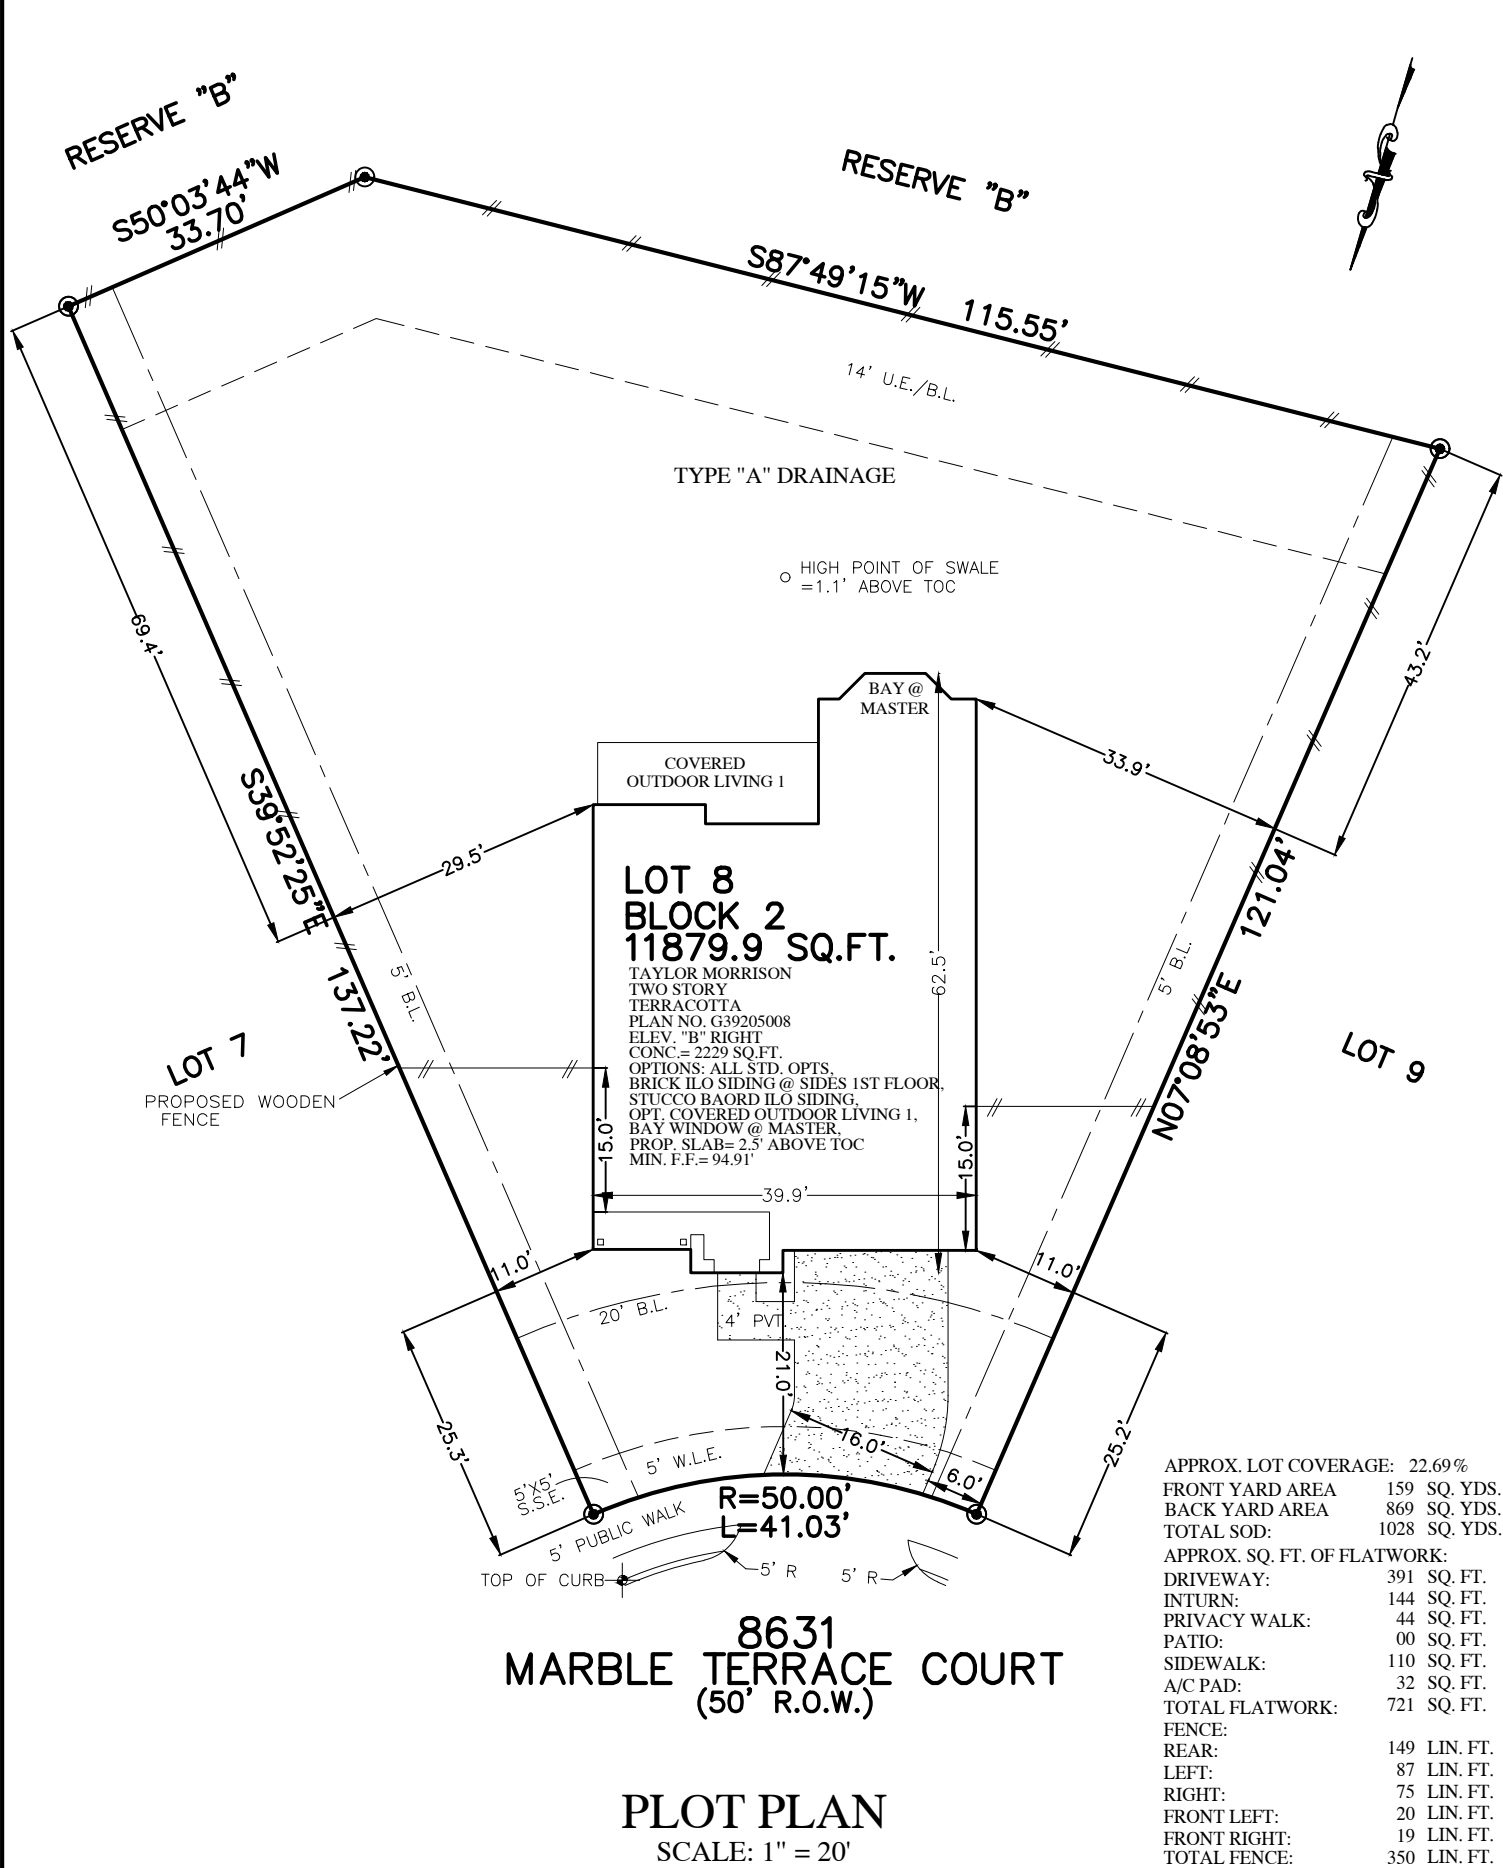 RESERVE "B"
S50°03'44"W
33.70'
RESERVE "B"
S87°49'15"W 115.55'
14' U.E./B.L.
TYPE "A" DRAINAGE
HIGH POINT OF SWALE
=1.1' ABOVE TOC
69.4'
43.2'
BAY @
MASTER
COVERED
OUTDOOR LIVING 1
33.9'
29.5'
S39°52'25"E 137.22'
N07°08'53"E 121.04'
5' B.L.
5' B.L.
62.5'
LOT 8
BLOCK 2
11879.9 SQ.FT.
TAYLOR MORRISON
TWO STORY
TERRACOTTA
PLAN NO. G39205008
ELEV. "B" RIGHT
CONC.= 2229 SQ.FT.
OPTIONS: ALL STD. OPTS,
BRICK ILO SIDING @ SIDES 1ST FLOOR,
STUCCO BAORD ILO SIDING,
OPT. COVERED OUTDOOR LIVING 1,
BAY WINDOW @ MASTER,
PROP. SLAB= 2.5' ABOVE TOC
MIN. F.F.= 94.91'
LOT 7
LOT 9
PROPOSED WOODEN
FENCE
15.0'
15.0'
39.9'
11.0'
11.0'
20' B.L.
4' PVT.
21.0'
25.3'
25.2'
16.0'
6.0'
5' W.L.E.
5'X5'
S.S.E.
R=50.00'
L=41.03'
5' PUBLIC WALK
TOP OF CURB
5' R
5' R
8631
MARBLE TERRACE COURT
(50' R.O.W.)
PLOT PLAN
SCALE: 1" = 20'
APPROX. LOT COVERAGE: 22.69%
FRONT YARD AREA 159 SQ. YDS.
BACK YARD AREA 869 SQ. YDS.
TOTAL SOD: 1028 SQ. YDS.
APPROX. SQ. FT. OF FLATWORK:
DRIVEWAY: 391 SQ. FT.
INTURN: 144 SQ. FT.
PRIVACY WALK: 44 SQ. FT.
PATIO: 00 SQ. FT.
SIDEWALK: 110 SQ. FT.
A/C PAD: 32 SQ. FT.
TOTAL FLATWORK: 721 SQ. FT.
FENCE:
REAR: 149 LIN. FT.
LEFT: 87 LIN. FT.
RIGHT: 75 LIN. FT.
FRONT LEFT: 20 LIN. FT.
FRONT RIGHT: 19 LIN. FT.
TOTAL FENCE: 350 LIN. FT.